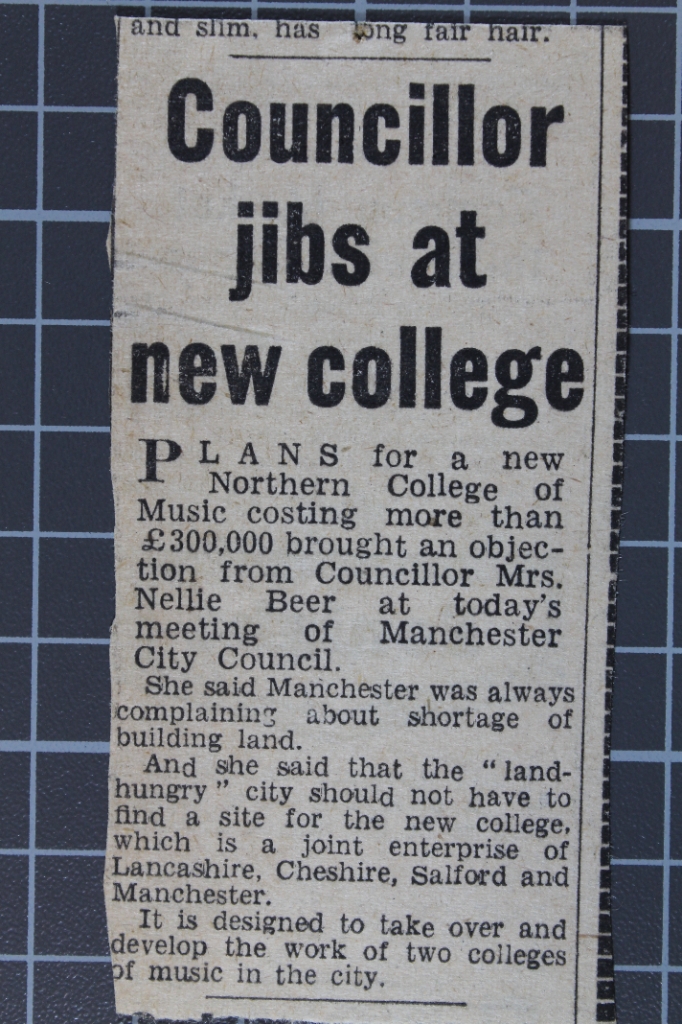 and slim, has long fair hair.
Councillor
jibs at
new college
PLANS for a new
Northern College of
Music costing more than
£300,000 brought an objec-
tion from Councillor Mrs.
Nellie Beer at today's
meeting of Manchester
City Council.
She said Manchester was always
complaining about shortage of
building land.
And she said that the "land-
hungry" city should not have to
find a site for the new college,
which is a joint enterprise of
Lancashire, Cheshire, Salford and
Manchester.
It is designed to take over and
develop the work of two colleges
of music in the city.